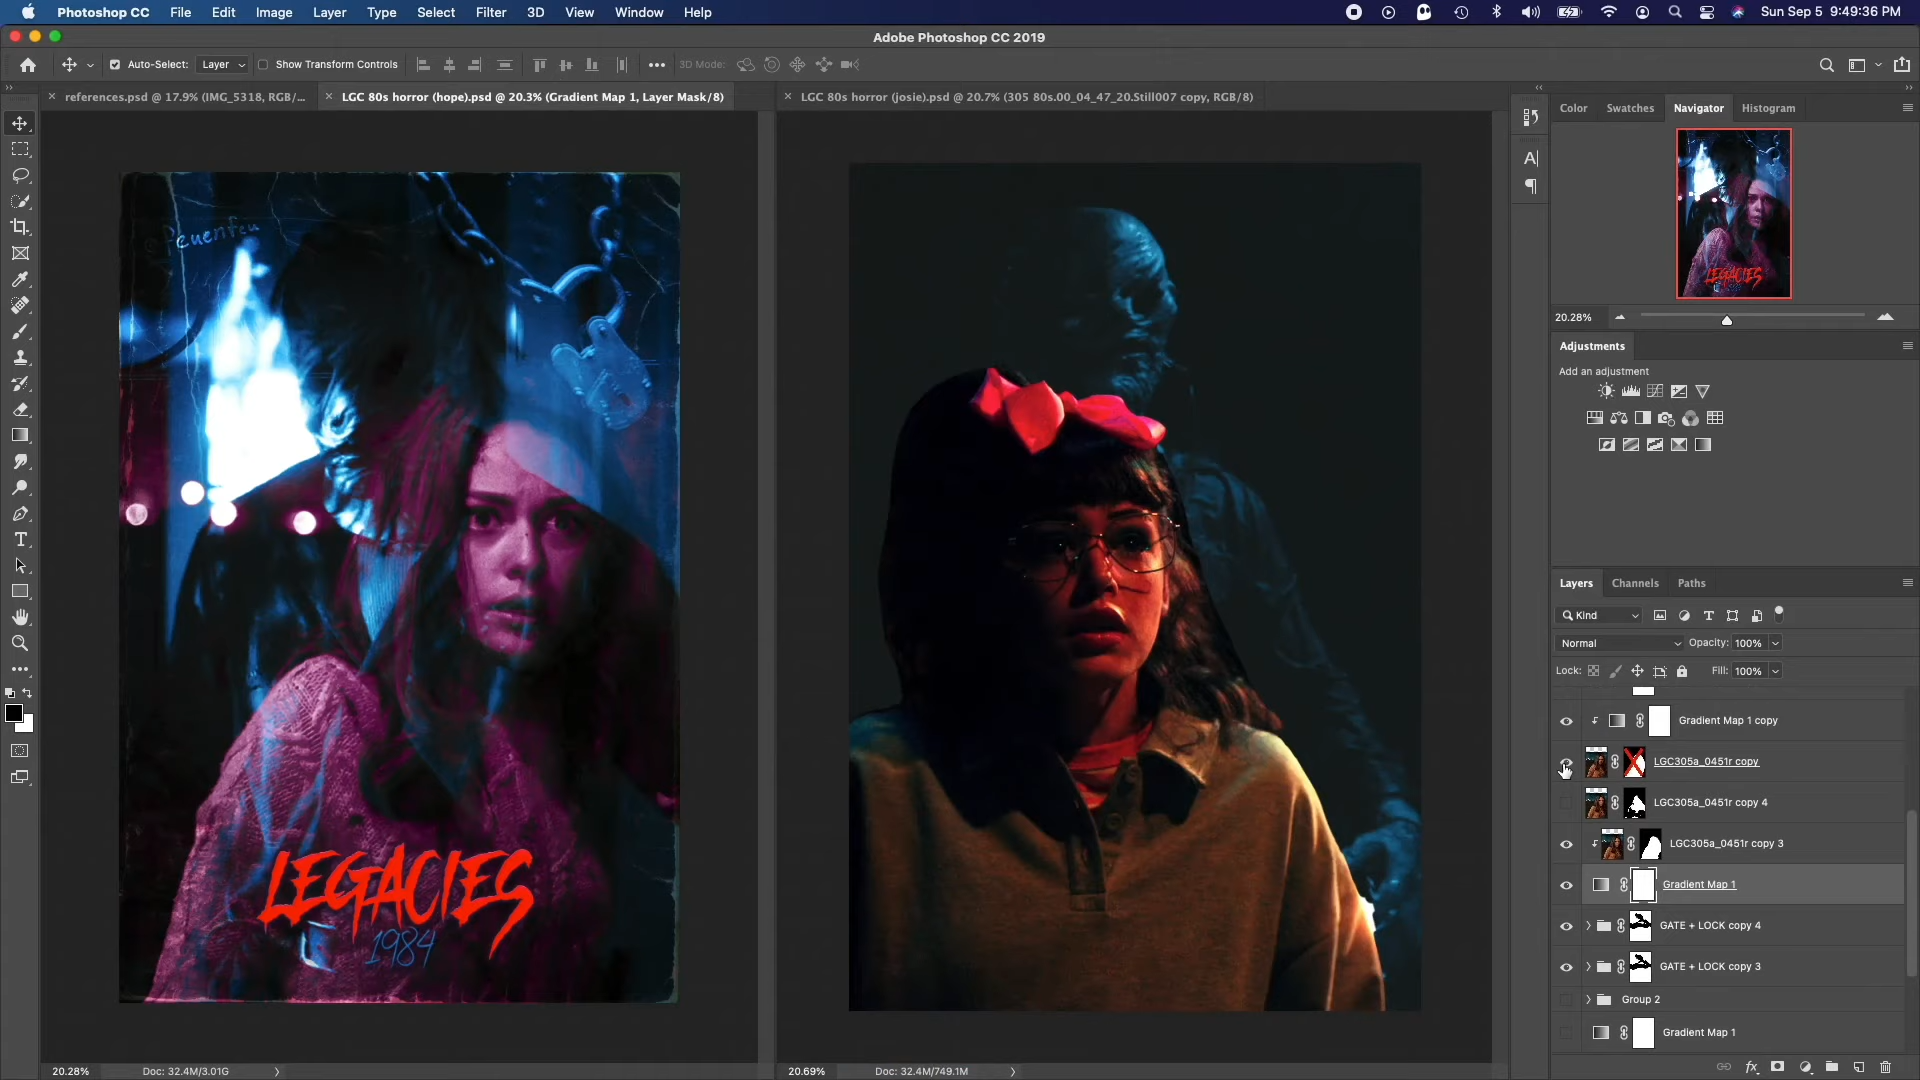 Photoshop CC File Edit Image Layer Type Select Filter 3D View Window Help Sun Sep 5 9:49:36 PM
Adobe Photoshop CC 2019
Auto-Select: Layer Show Transform Controls 3D Mode:
references.psd @ 17.9% (IMG_5318, RGB/... LGC 80s horror (hope).psd @ 20.3% (Gradient Map 1, Layer Mask/8) LGC 80s horror (josie).psd @ 20.7% (305 80s.00_04_47_20.Still007 copy, RGB/8)
Color Swatches Navigator Histogram
LEGACIES
20.28%
Adjustments
Add an adjustment
LEGACIES
1984
Layers Channels Paths
Kind
Normal Opacity: 100%
Lock: Fill: 100%
Gradient Map 1 copy
LGC305a_0451r copy
LGC305a_0451r copy 4
LGC305a_0451r copy 3
Gradient Map 1
GATE + LOCK copy 4
GATE + LOCK copy 3
Group 2
Gradient Map 1
20.28% Doc: 32.4M/3.01G 20.69% Doc: 32.4M/749.1M